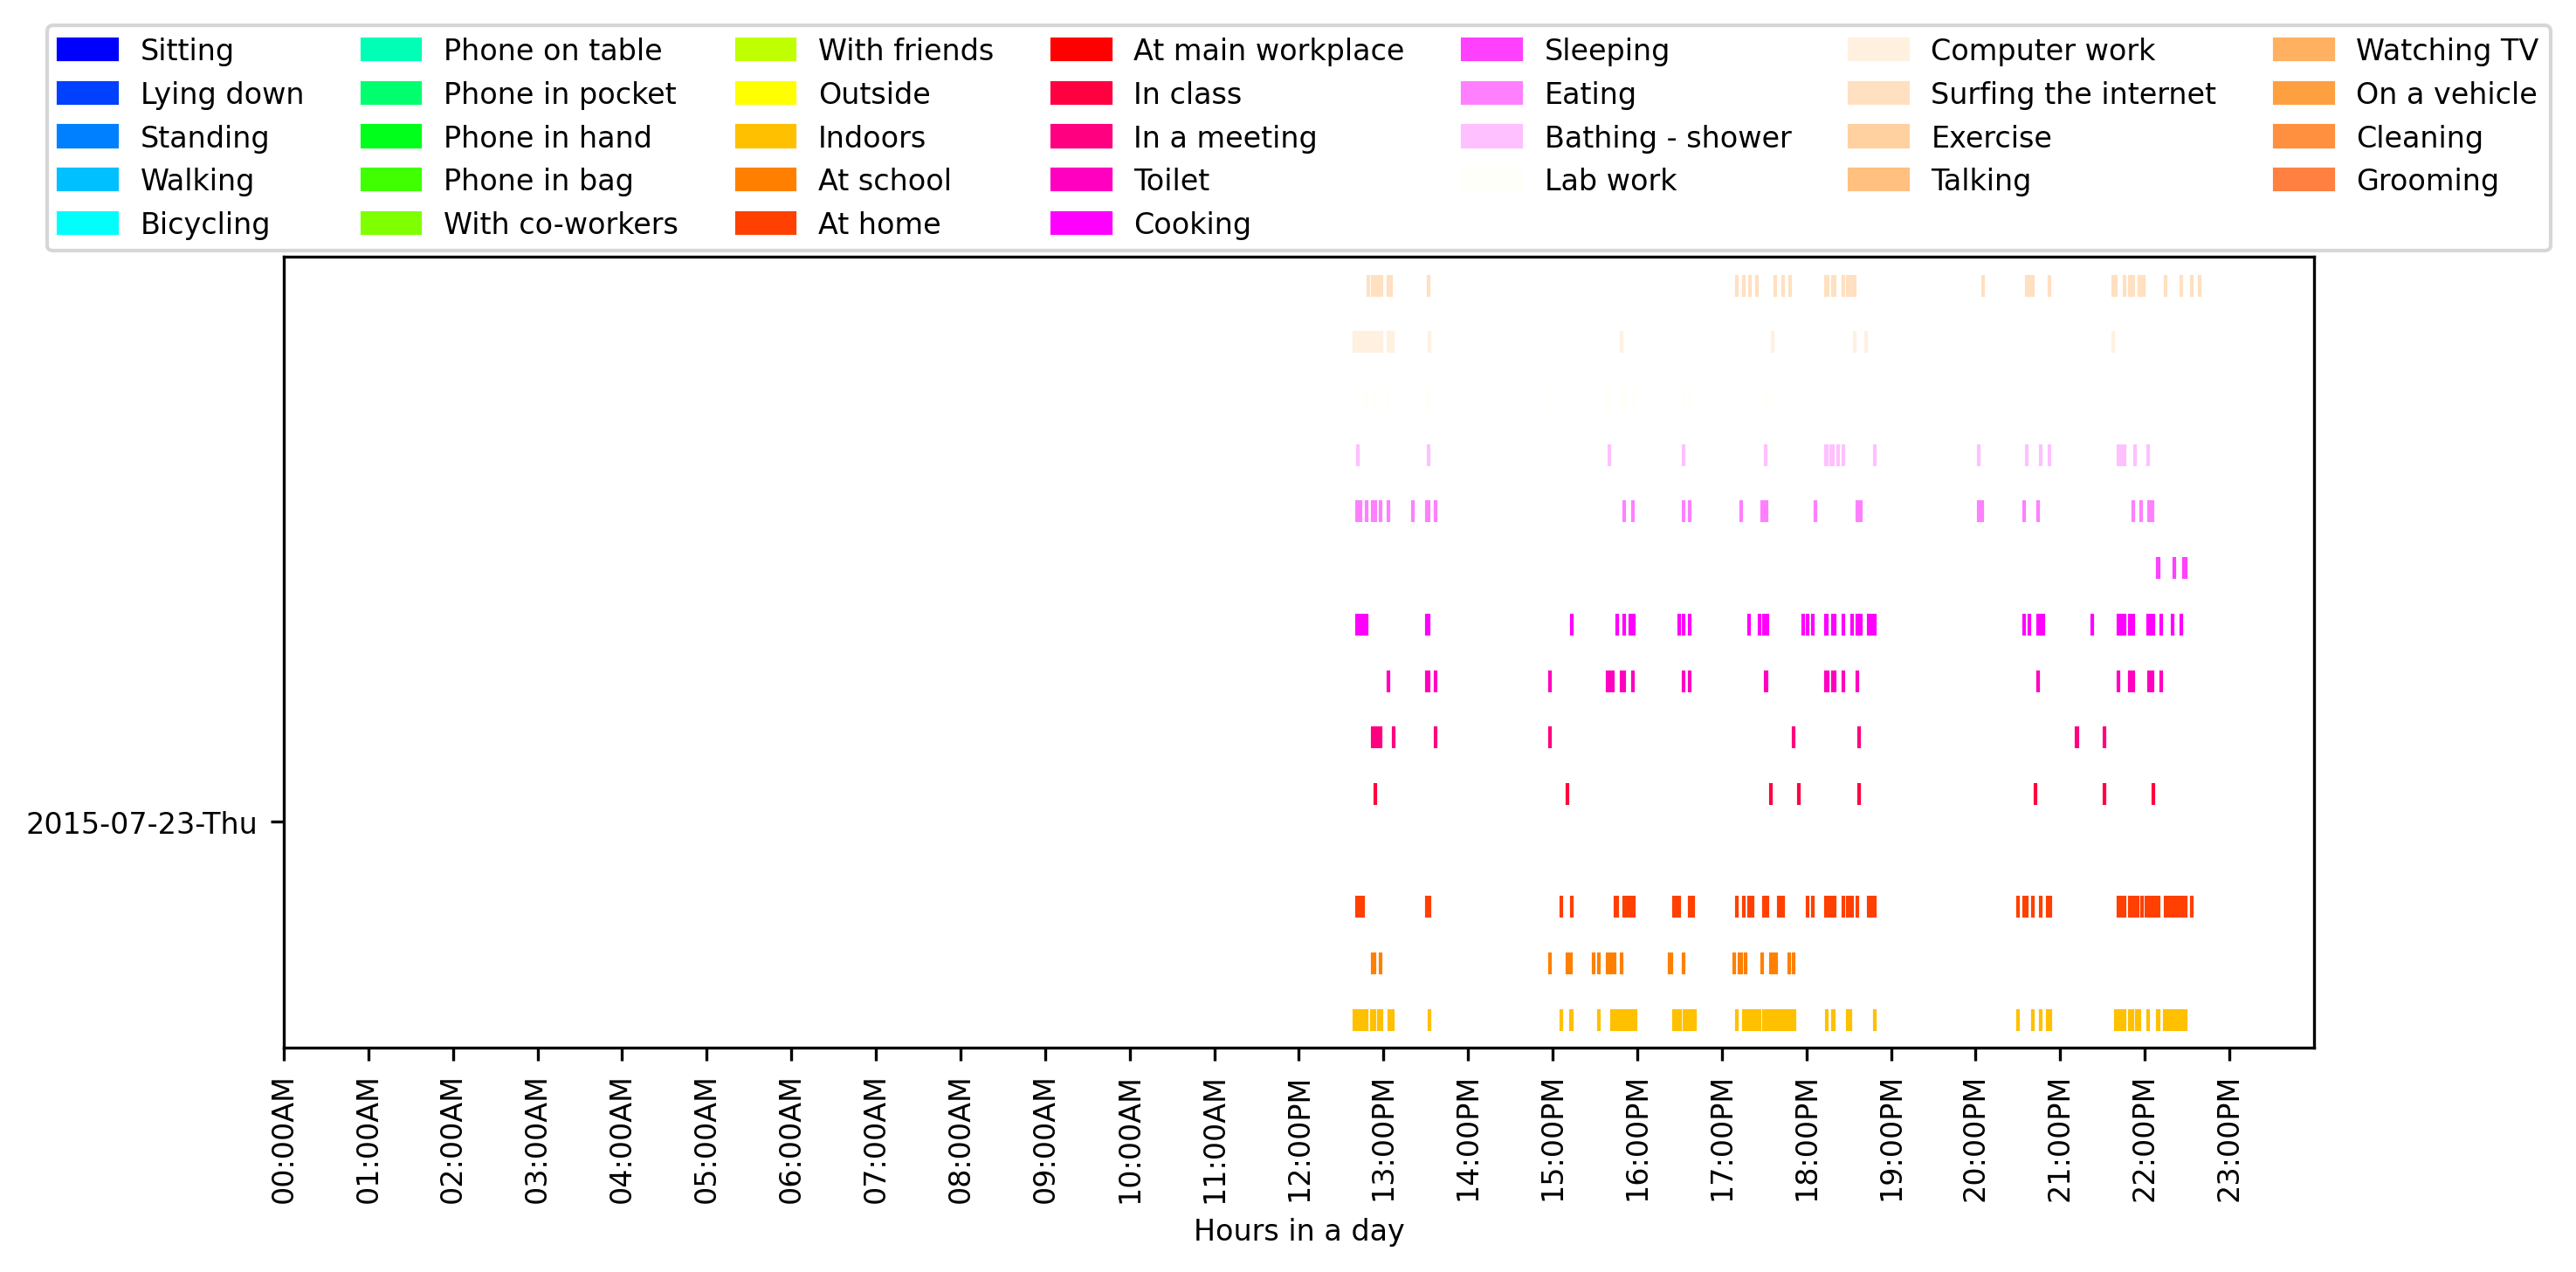 Sitting
Lying down
Standing
Walking
Bicycling
Phone on table
Phone in pocket
Phone in hand
Phone in bag
With co-workers
With friends
Outside
Indoors
At school
At home
At main workplace
In class
In a meeting
Toilet
Cooking
Sleeping
Eating
Bathing - shower
Lab work
Computer work
Surfing the internet
Exercise
Talking
Watching TV
On a vehicle
Cleaning
Grooming
2015-07-23-Thu
00:00AM
01:00AM
02:00AM
03:00AM
04:00AM
05:00AM
06:00AM
07:00AM
08:00AM
09:00AM
10:00AM
11:00AM
12:00PM
13:00PM
14:00PM
15:00PM
16:00PM
17:00PM
18:00PM
19:00PM
20:00PM
21:00PM
22:00PM
23:00PM
Hours in a day